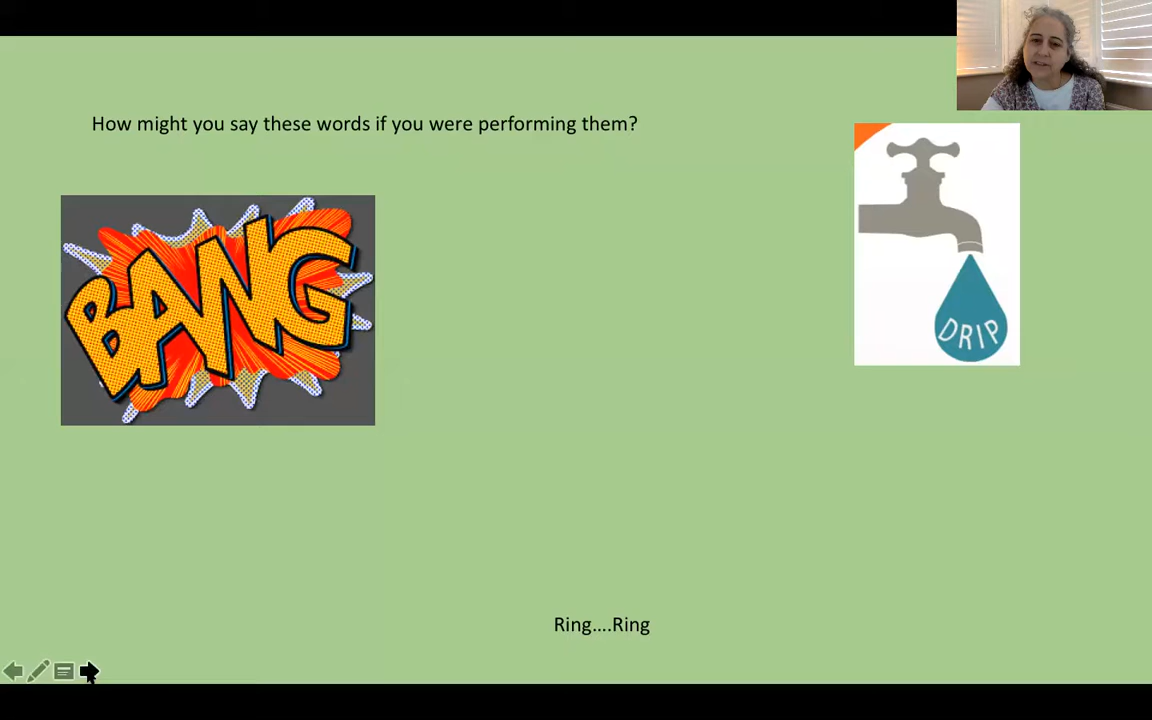 How might you say these words if you were performing them?
BANG
DRIP
Ring....Ring